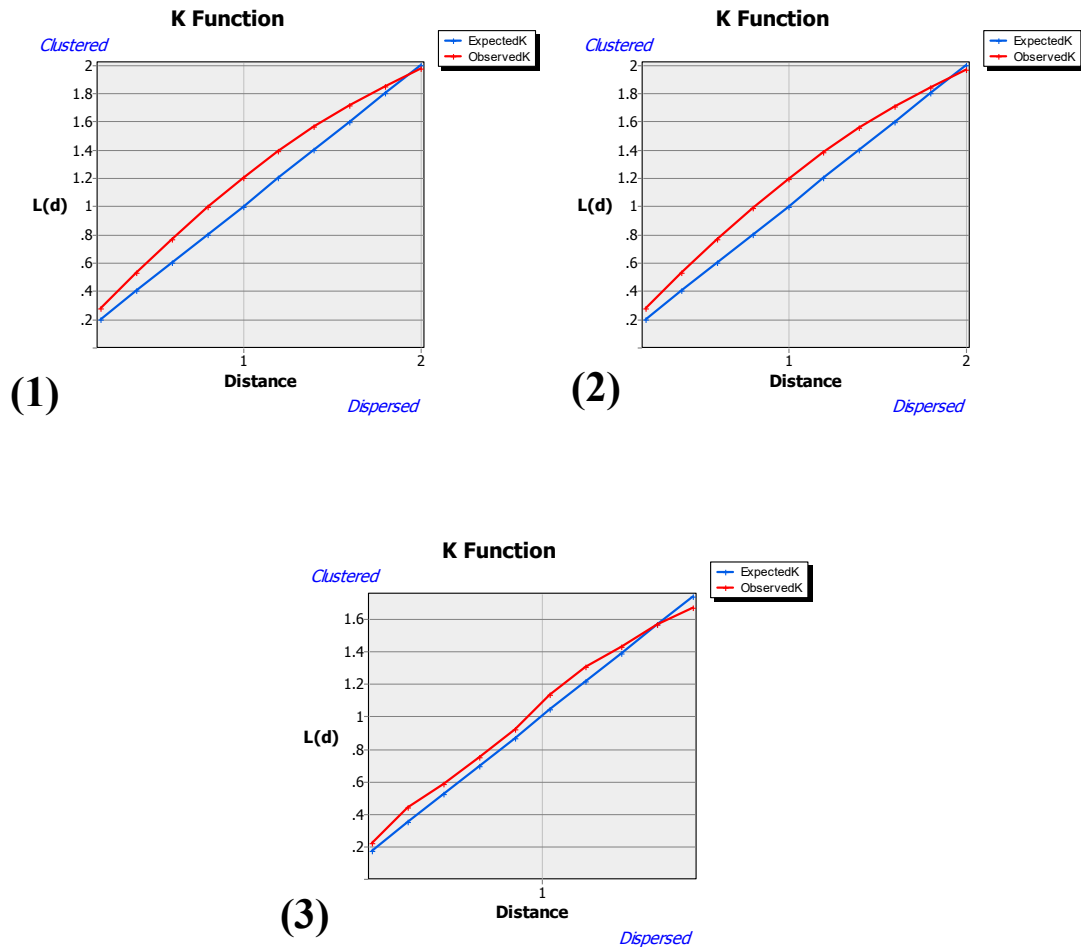 K Function
Clustered
ExpectedK
ObservedK
2
1.8
1.6
1.4
1.2
1
.8
.6
.4
.2
L(d)
1
2
Distance
Dispersed
(1)
K Function
Clustered
ExpectedK
ObservedK
2
1.8
1.6
1.4
1.2
1
.8
.6
.4
.2
L(d)
1
2
Distance
Dispersed
(2)
K Function
Clustered
ExpectedK
ObservedK
1.6
1.4
1.2
1
.8
.6
.4
.2
L(d)
1
Distance
Dispersed
(3)